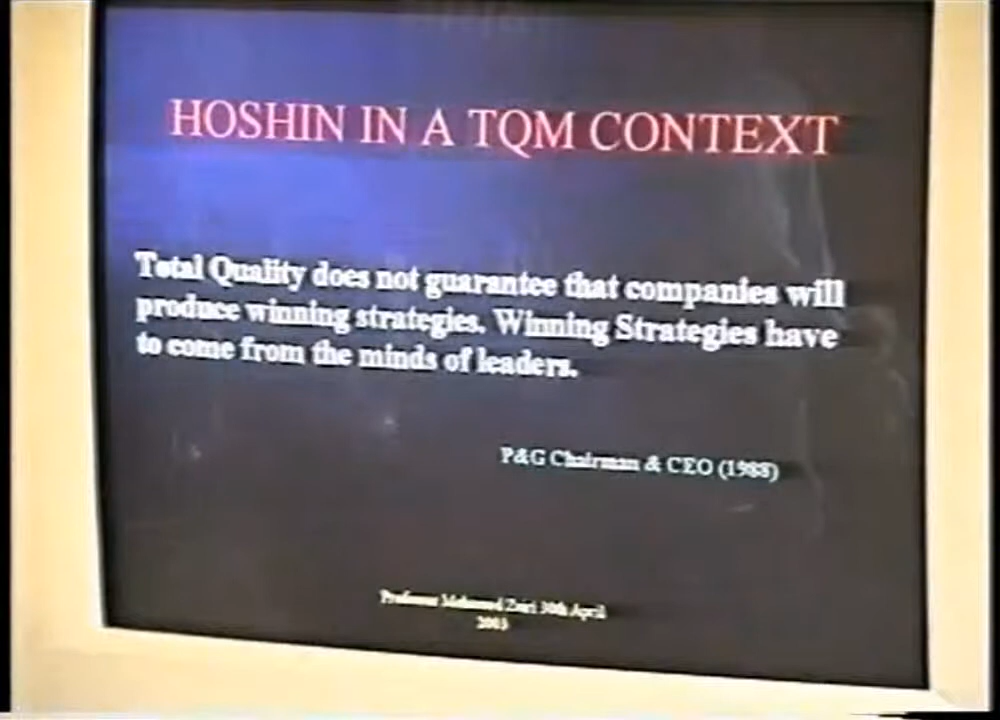 HOSHIN IN A TQM CONTEXT
Total Quality does not guarantee that companies will
produce winning strategies. Winning Strategies have
to come from the minds of leaders.
P&G Chairman & CEO (1988)
Professor Mohamed Zairi 30th April
2003